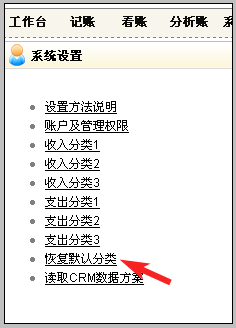 工作台 记账 看账 分析账
系统设置
设置方法说明
账户及管理权限
收入分类1
收入分类2
收入分类3
支出分类1
支出分类2
支出分类3
恢复默认分类
读取CRM数据方案